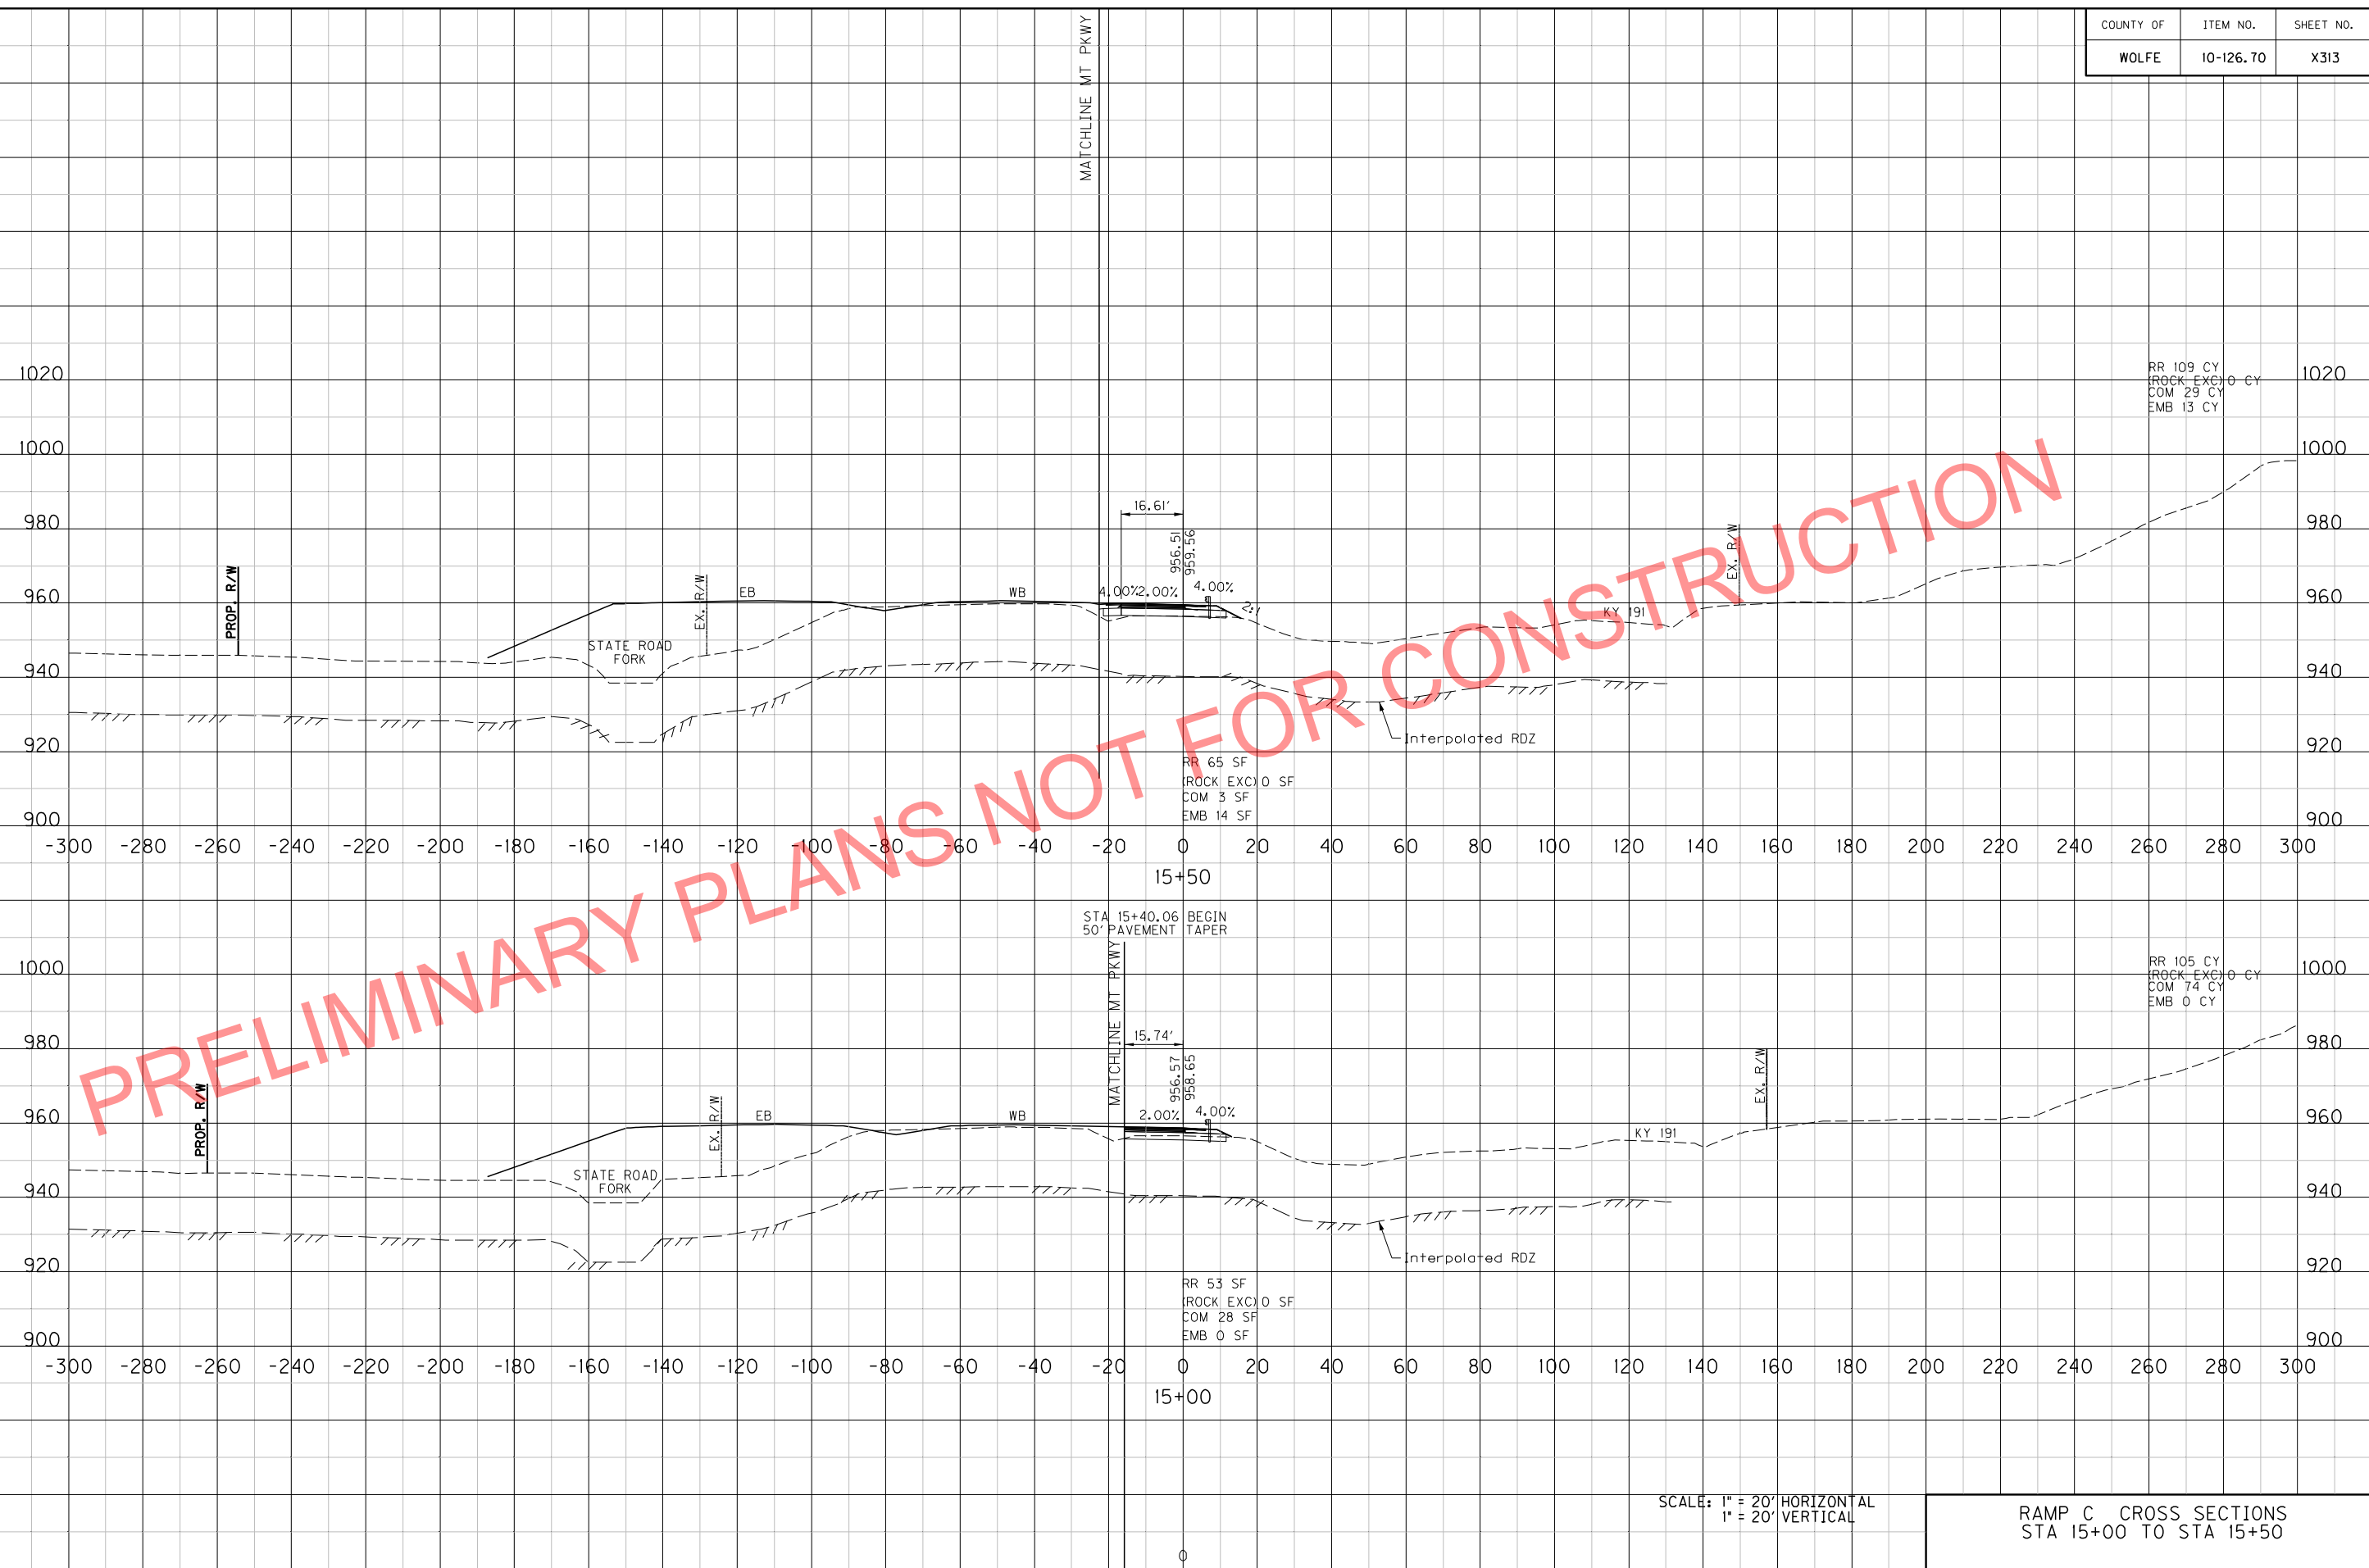 COUNTY OF ITEM NO. SHEET NO.
WOLFE 10-126.70 X313
MATCHLINE MT PKWY
1020 1020
RR 109 CY
(ROCK EXC) 0 CY
COM 29 CY
EMB 13 CY
1000 1000
980 980
16.61'
956.51
959.56
EX. R/W
PROP. R/W
EX. R/W
4.00% 2.00% 4.00%
960 EB WB 2:1 KY 191 960
STATE ROAD
FORK
940 940
920 Interpolated RDZ 920
RR 65 SF
(ROCK EXC) 0 SF
COM 3 SF
EMB 14 SF
900 900
-300 -280 -260 -240 -220 -200 -180 -160 -140 -120 -100 -80 -60 -40 -20 0 20 40 60 80 100 120 140 160 180 200 220 240 260 280 300
15+50
STA 15+40.06 BEGIN
50' PAVEMENT TAPER
MATCHLINE MT PKWY
1000 1000
RR 105 CY
(ROCK EXC) 0 CY
COM 74 CY
EMB 0 CY
980 980
15.74'
956.57
958.65
EX. R/W
PROP. R/W
EX. R/W
2.00% 4.00%
960 EB WB 960
KY 191
STATE ROAD
FORK
940 940
920 Interpolated RDZ 920
RR 53 SF
(ROCK EXC) 0 SF
COM 28 SF
EMB 0 SF
900 900
-300 -280 -260 -240 -220 -200 -180 -160 -140 -120 -100 -80 -60 -40 -20 0 20 40 60 80 100 120 140 160 180 200 220 240 260 280 300
15+00
PRELIMINARY PLANS NOT FOR CONSTRUCTION
SCALE: 1" = 20' HORIZONTAL
1" = 20' VERTICAL
RAMP C CROSS SECTIONS
STA 15+00 TO STA 15+50
0